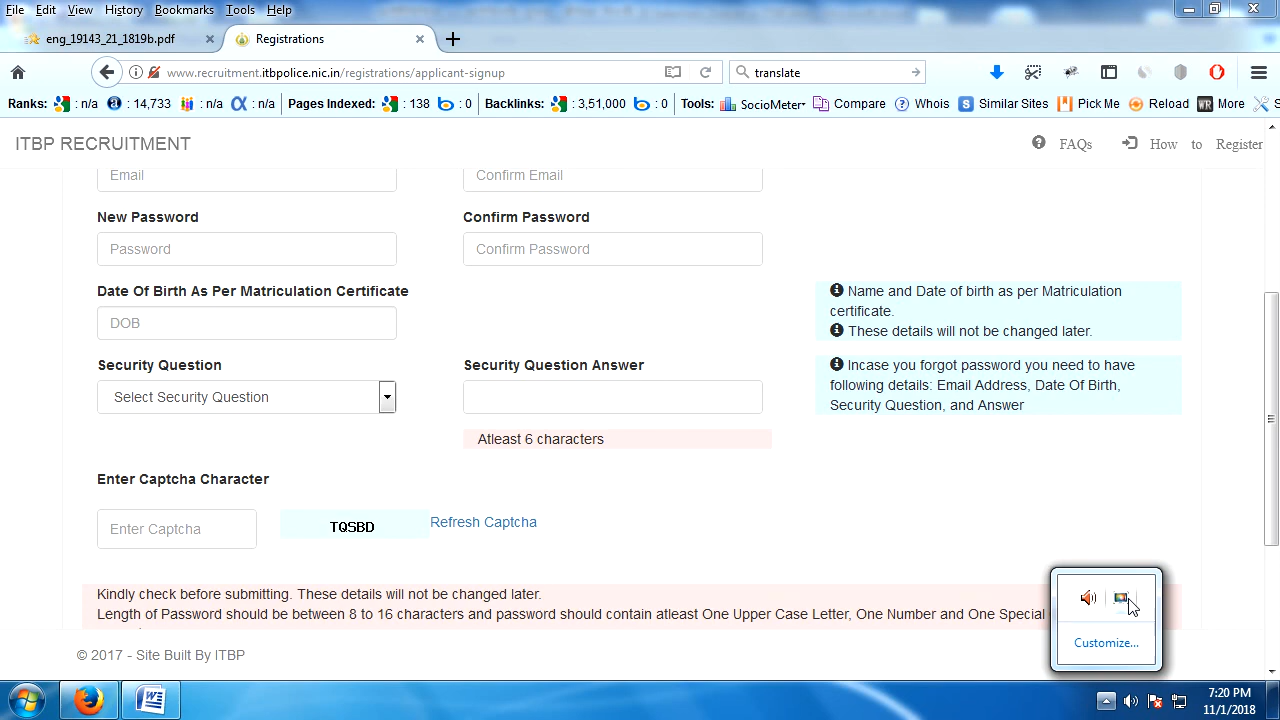 File Edit View History Bookmarks Tools Help
eng_19143_21_1819b.pdf × Registrations ×
www.recruitment.itbpolice.nic.in/registrations/applicant-signup translate
Ranks: : n/a : 14,733 : n/a : n/a Pages Indexed: : 138 : 0 Backlinks: : 3,51,000 : 0 Tools: SooroMeter Compare Whois Similar Sites Pick Me Reload WR More
ITBP RECRUITMENT FAQs How to Register
Email Confirm Email
New Password Confirm Password
Password Confirm Password
Date Of Birth As Per Matriculation Certificate
DOB
Name and Date of birth as per Matriculation
certificate.
These details will not be changed later.
Security Question Security Question Answer
Select Security Question
Incase you forgot password you need to have
following details: Email Address, Date Of Birth,
Security Question, and Answer
Atleast 6 characters
Enter Captcha Character
Enter Captcha TQSBD Refresh Captcha
Kindly check before submitting. These details will not be changed later.
Length of Password should be between 8 to 16 characters and password should contain atlesst One Upper Case Letter, One Number and One Special
Customize...
© 2017 - Site Built By ITBP
7:20 PM
11/1/2018